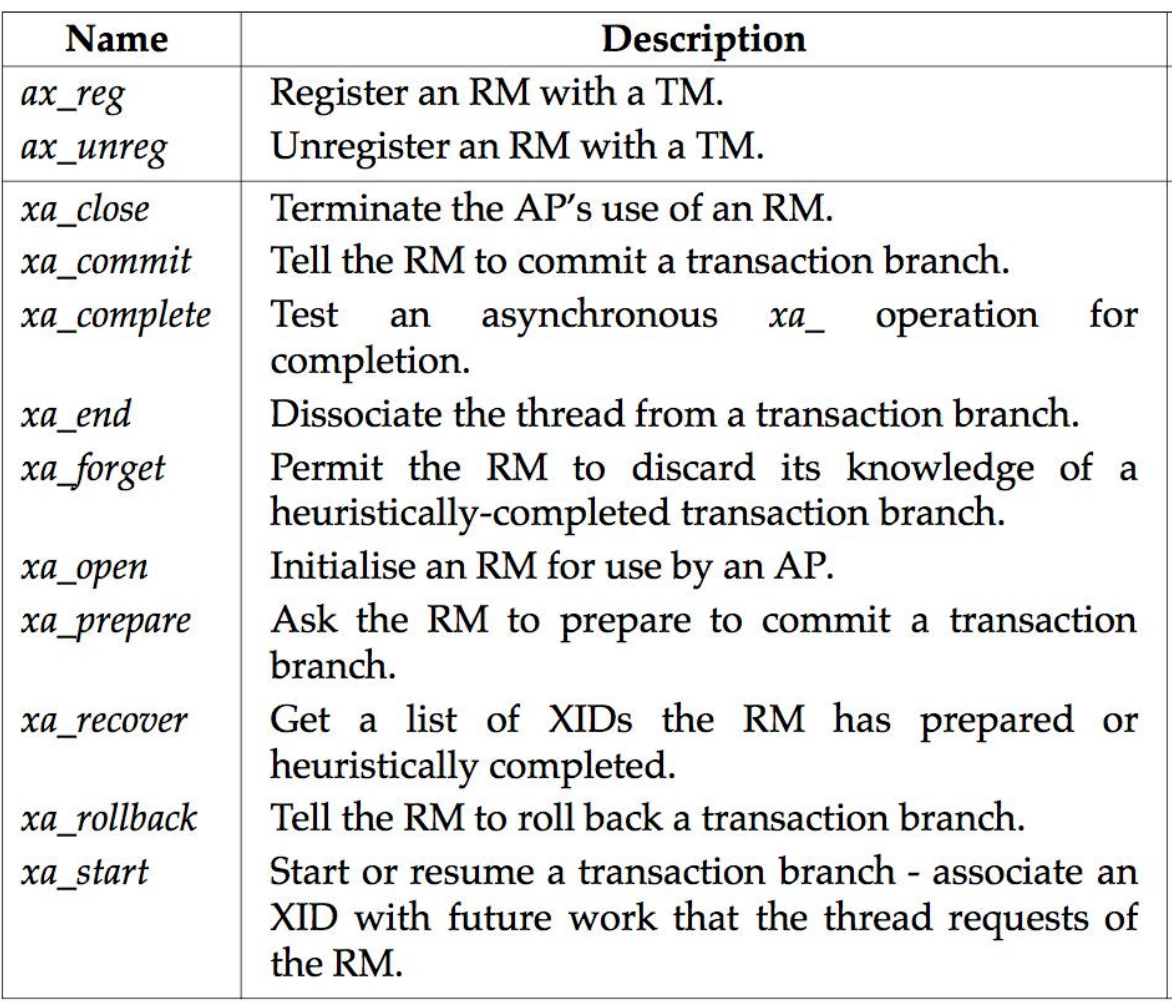 Name Description
ax_reg Register an RM with a TM.
ax_unreg Unregister an RM with a TM.
xa_close Terminate the AP's use of an RM.
xa_commit Tell the RM to commit a transaction branch.
xa_complete Test an asynchronous xa_ operation for
completion.
xa_end Dissociate the thread from a transaction branch.
xa_forget Permit the RM to discard its knowledge of a
heuristically-completed transaction branch.
xa_open Initialise an RM for use by an AP.
xa_prepare Ask the RM to prepare to commit a transaction
branch.
xa_recover Get a list of XIDs the RM has prepared or
heuristically completed.
xa_rollback Tell the RM to roll back a transaction branch.
xa_start Start or resume a transaction branch - associate an
XID with future work that the thread requests of
the RM.